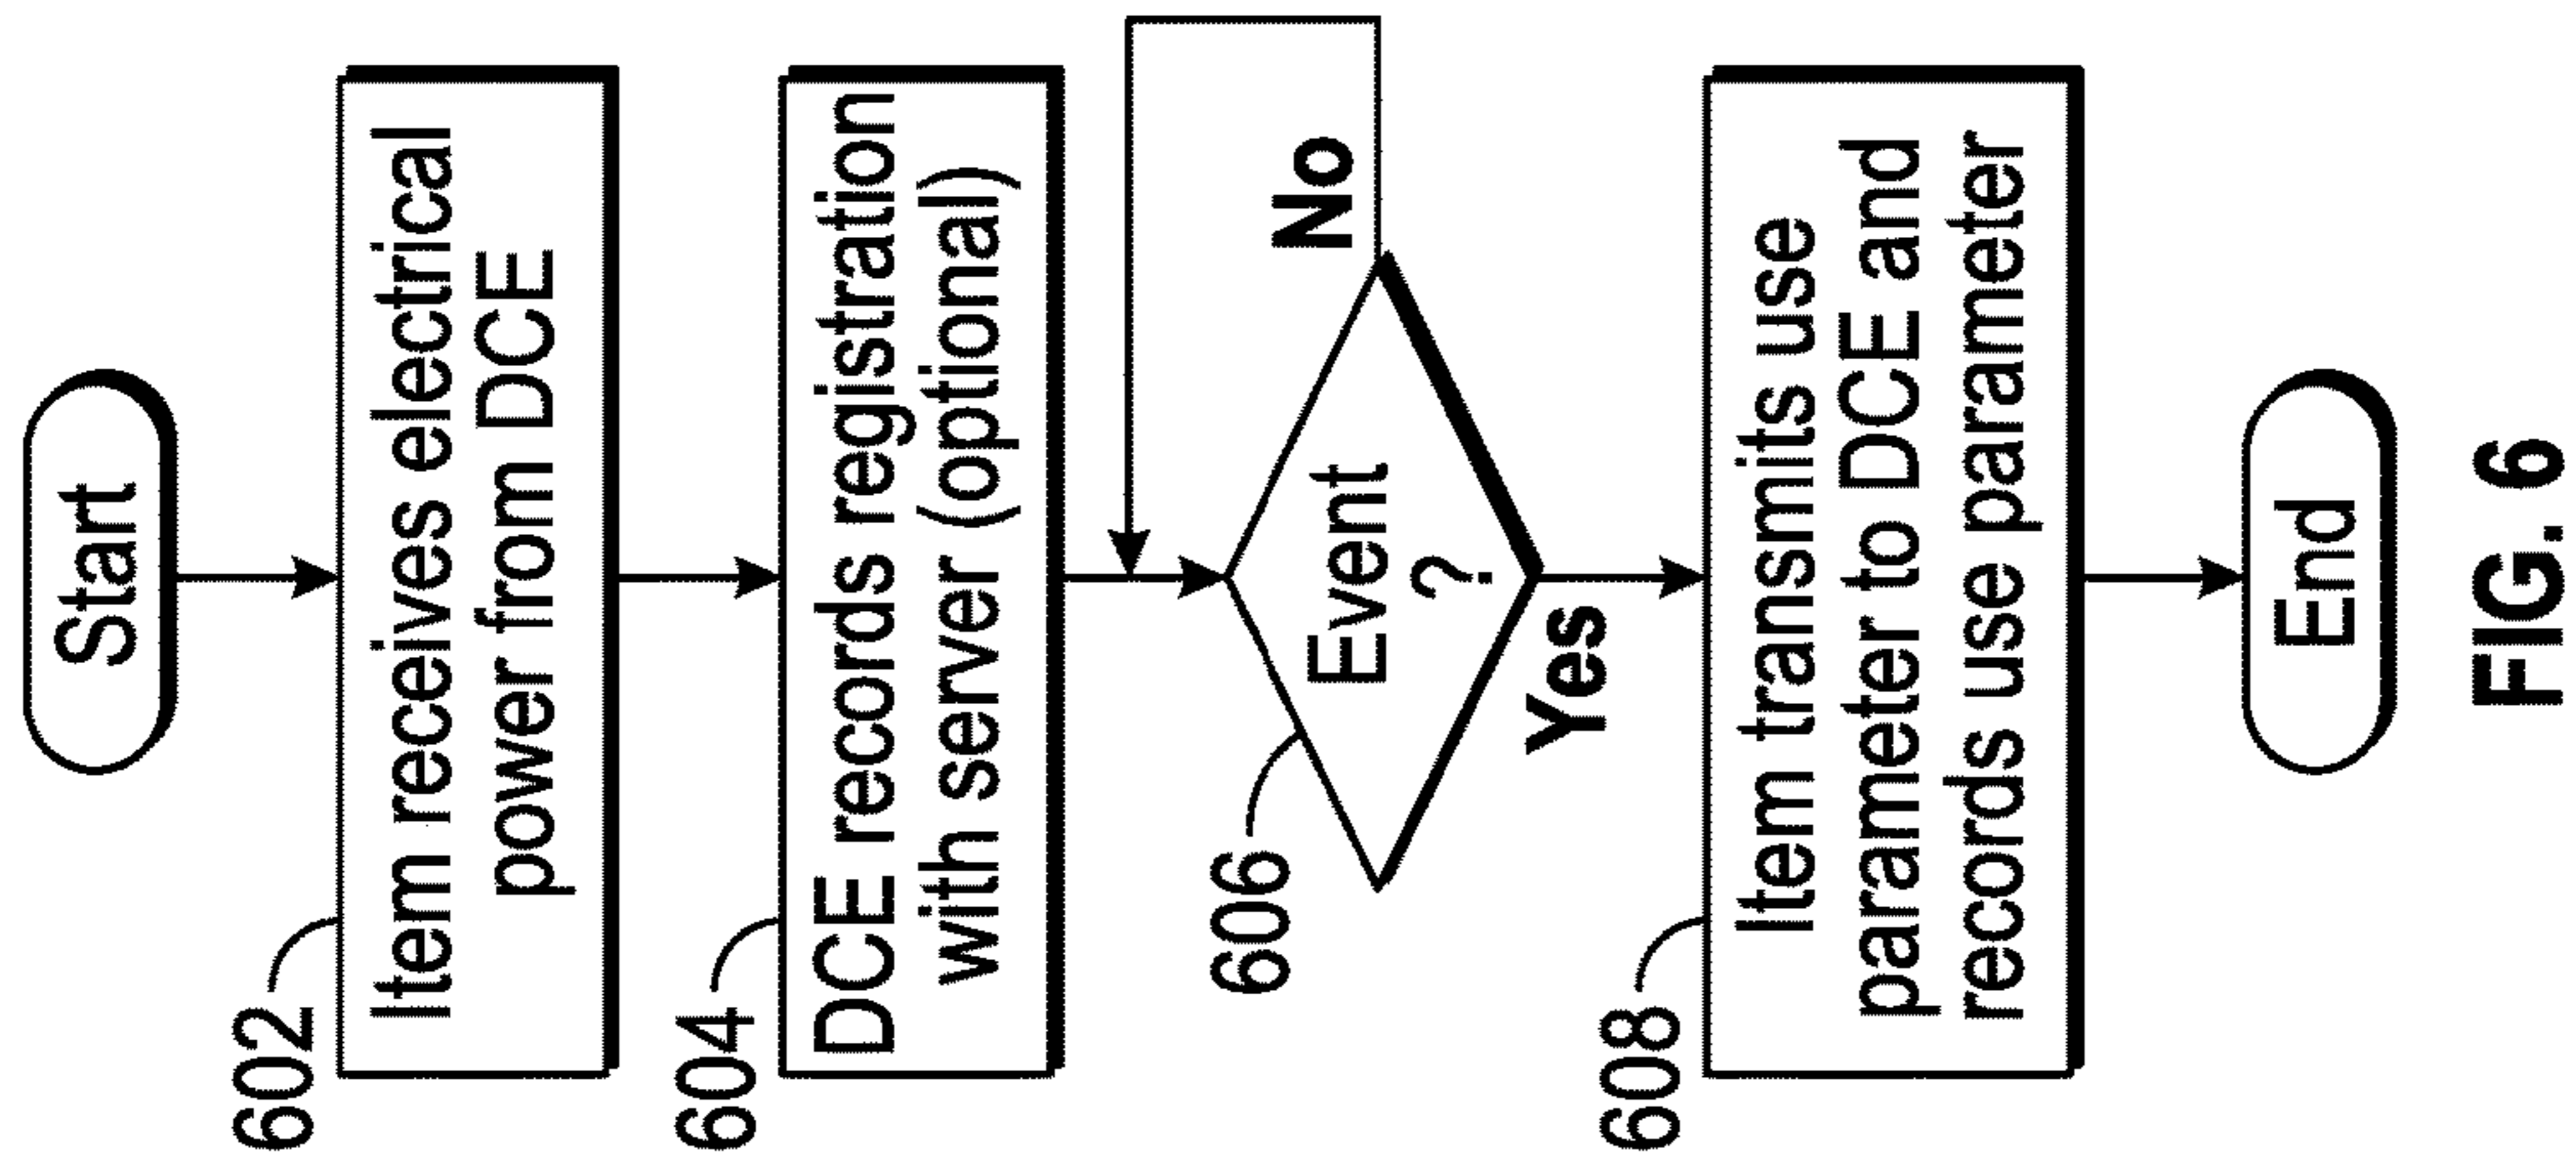 Start
602
Item receives electrical
power from DCE
604
DCE records registration
with server (optional)
606
Event
?
No
Yes
608
Item transmits use
parameter to DCE and
records use parameter
End
FIG. 6